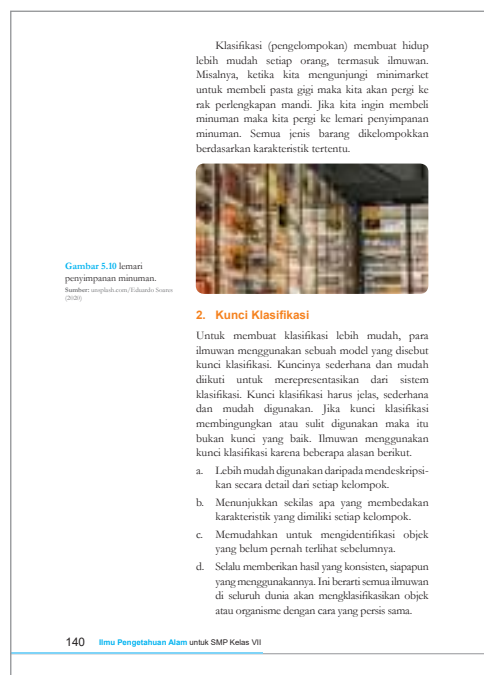 Klasifikasi (pengelompokan) membuat hidup
lebih mudah setiap orang, termasuk ilmuwan.
Misalnya, ketika kita mengunjungi minimarket
untuk membeli pasta gigi maka kita akan pergi ke
rak perlengkapan mandi. Jika kita ingin membeli
minuman maka kita pergi ke lemari penyimpanan
minuman. Semua jenis barang dikelompokkan
berdasarkan karakteristik tertentu.
Gambar 5.10 lemari
penyimpanan minuman.
Sumber: unsplash.com/Eduardo Soares
(2020)
2. Kunci Klasifikasi
Untuk membuat klasifikasi lebih mudah, para
ilmuwan menggunakan sebuah model yang disebut
kunci klasifikasi. Kuncinya sederhana dan mudah
diikuti untuk merepresentasikan dari sistem
klasifikasi. Kunci klasifikasi harus jelas, sederhana
dan mudah digunakan. Jika kunci klasifikasi
membingungkan atau sulit digunakan maka itu
bukan kunci yang baik. Ilmuwan menggunakan
kunci klasifikasi karena beberapa alasan berikut.
a. Lebih mudah digunakan daripada mendeskripsi-
kan secara detail dari setiap kelompok.
b. Menunjukkan sekilas apa yang membedakan
karakteristik yang dimiliki setiap kelompok.
c. Memudahkan untuk mengidentifikasi objek
yang belum pernah terlihat sebelumnya.
d. Selalu memberikan hasil yang konsisten, siapapun
yang menggunakannya. Ini berarti semua ilmuwan
di seluruh dunia akan mengklasifikasikan objek
atau organisme dengan cara yang persis sama.
140 Ilmu Pengetahuan Alam untuk SMP Kelas VII